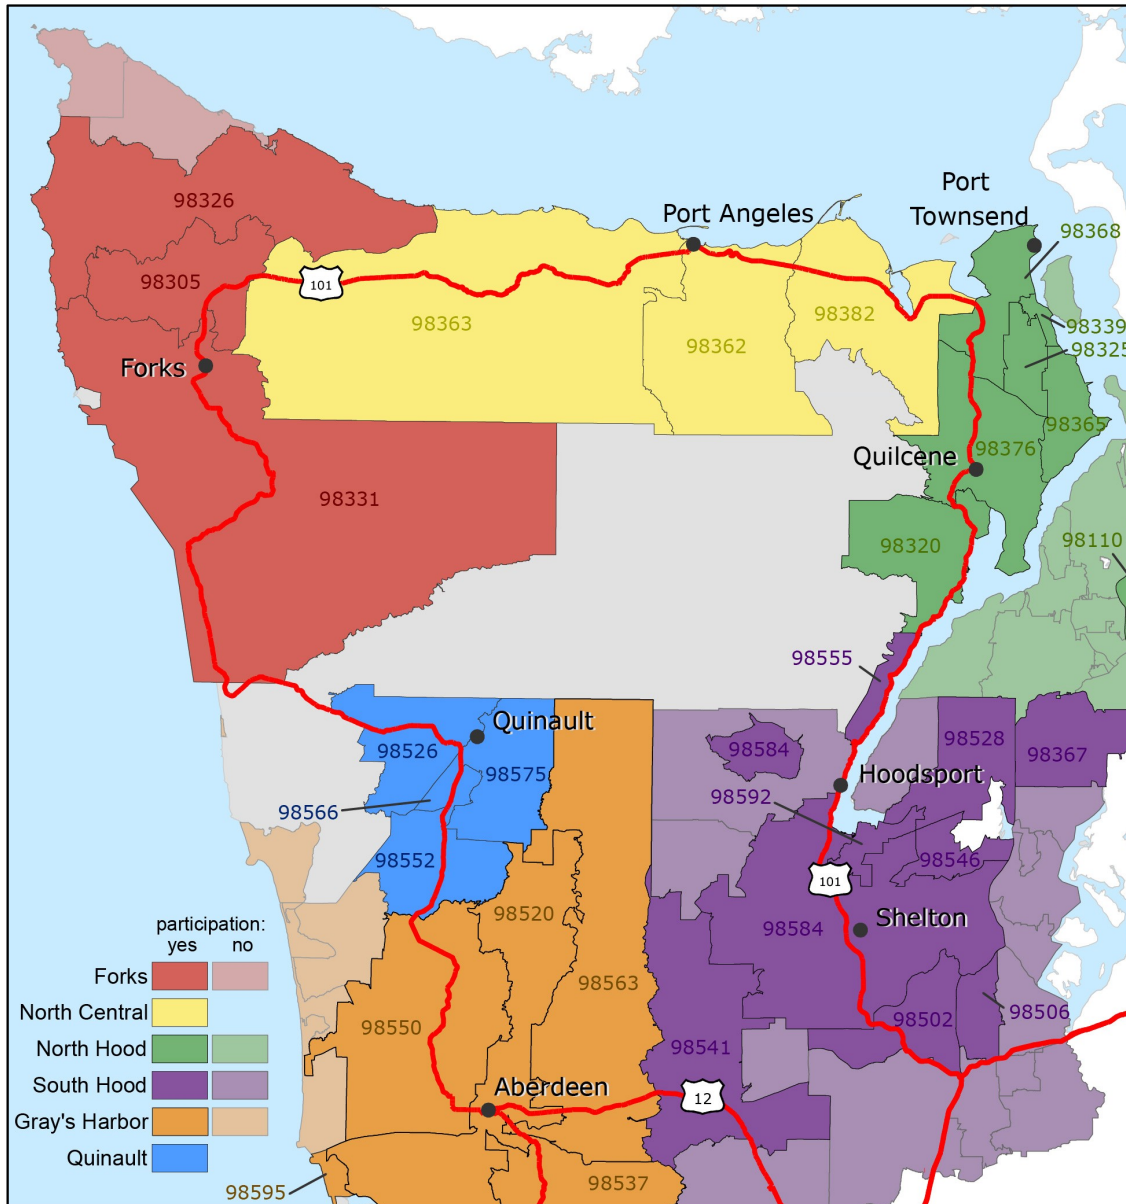 Port
Townsend
Port Angeles
98326
98368
98305
101
98363
98382
98339
98362
98325
Forks
98365
Quilcene
98376
98331
98320
98110
98555
Quinault
98526
98575
98584
98528
98367
Hoodsport
98566
98592
98552
98546
101
98520
98584
Shelton
participation:
yes no
Forks
North Central
North Hood
South Hood
Gray's Harbor
Quinault
98563
98550
98502
98506
98541
Aberdeen
12
98537
98595